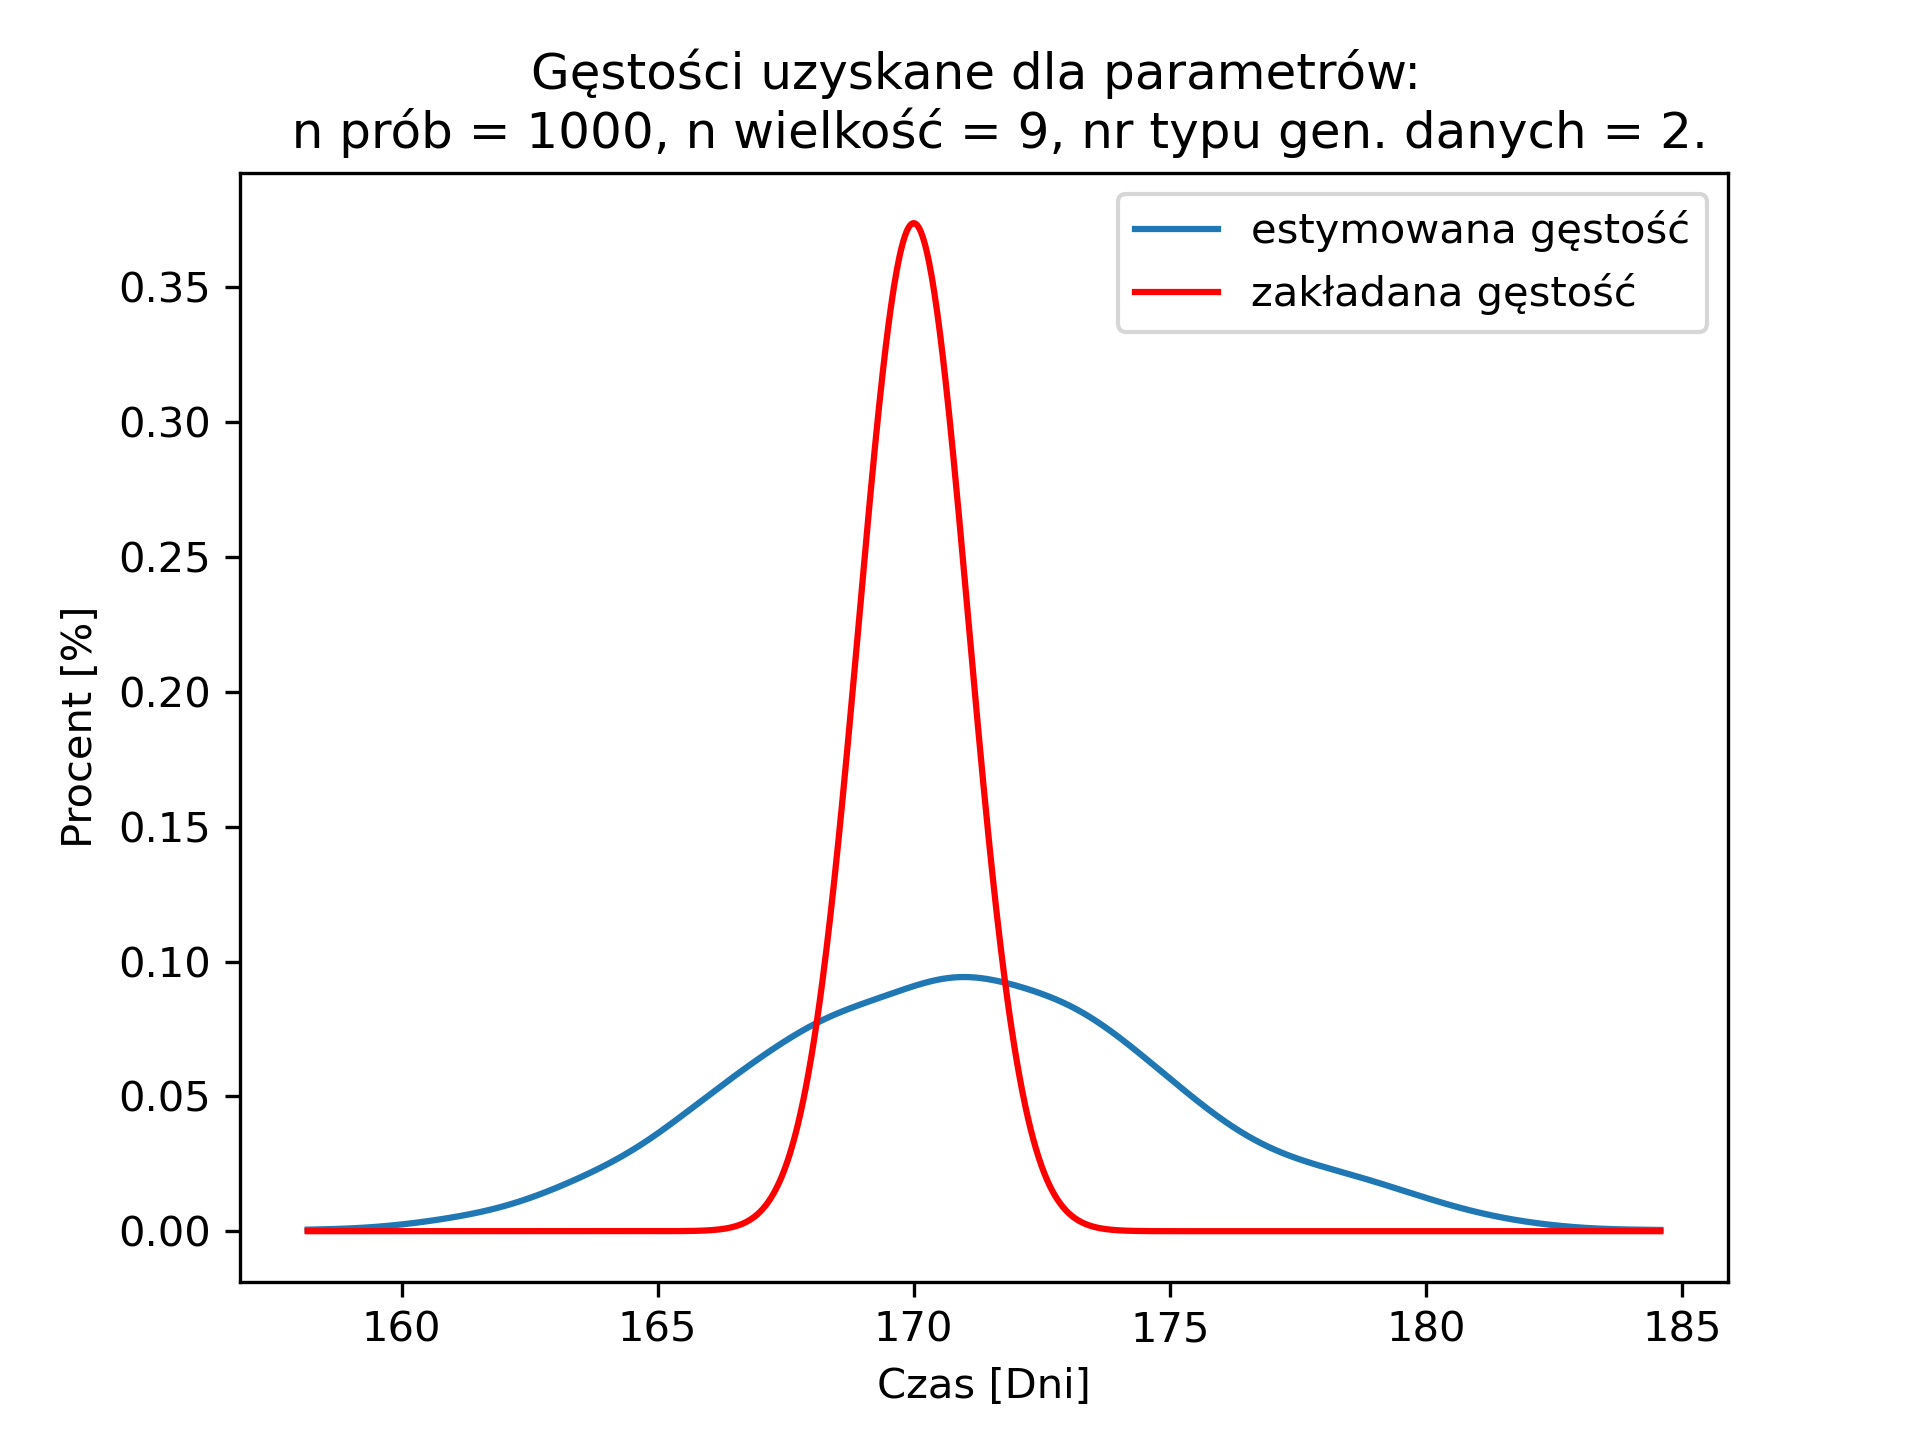 Gęstości uzyskane dla parametrów:
n prób = 1000, n wielkość = 9, nr typu gen. danych = 2.
estymowana gęstość
zakładana gęstość
Procent [%]
0.35
0.30
0.25
0.20
0.15
0.10
0.05
0.00
160 165 170 175 180 185
Czas [Dni]